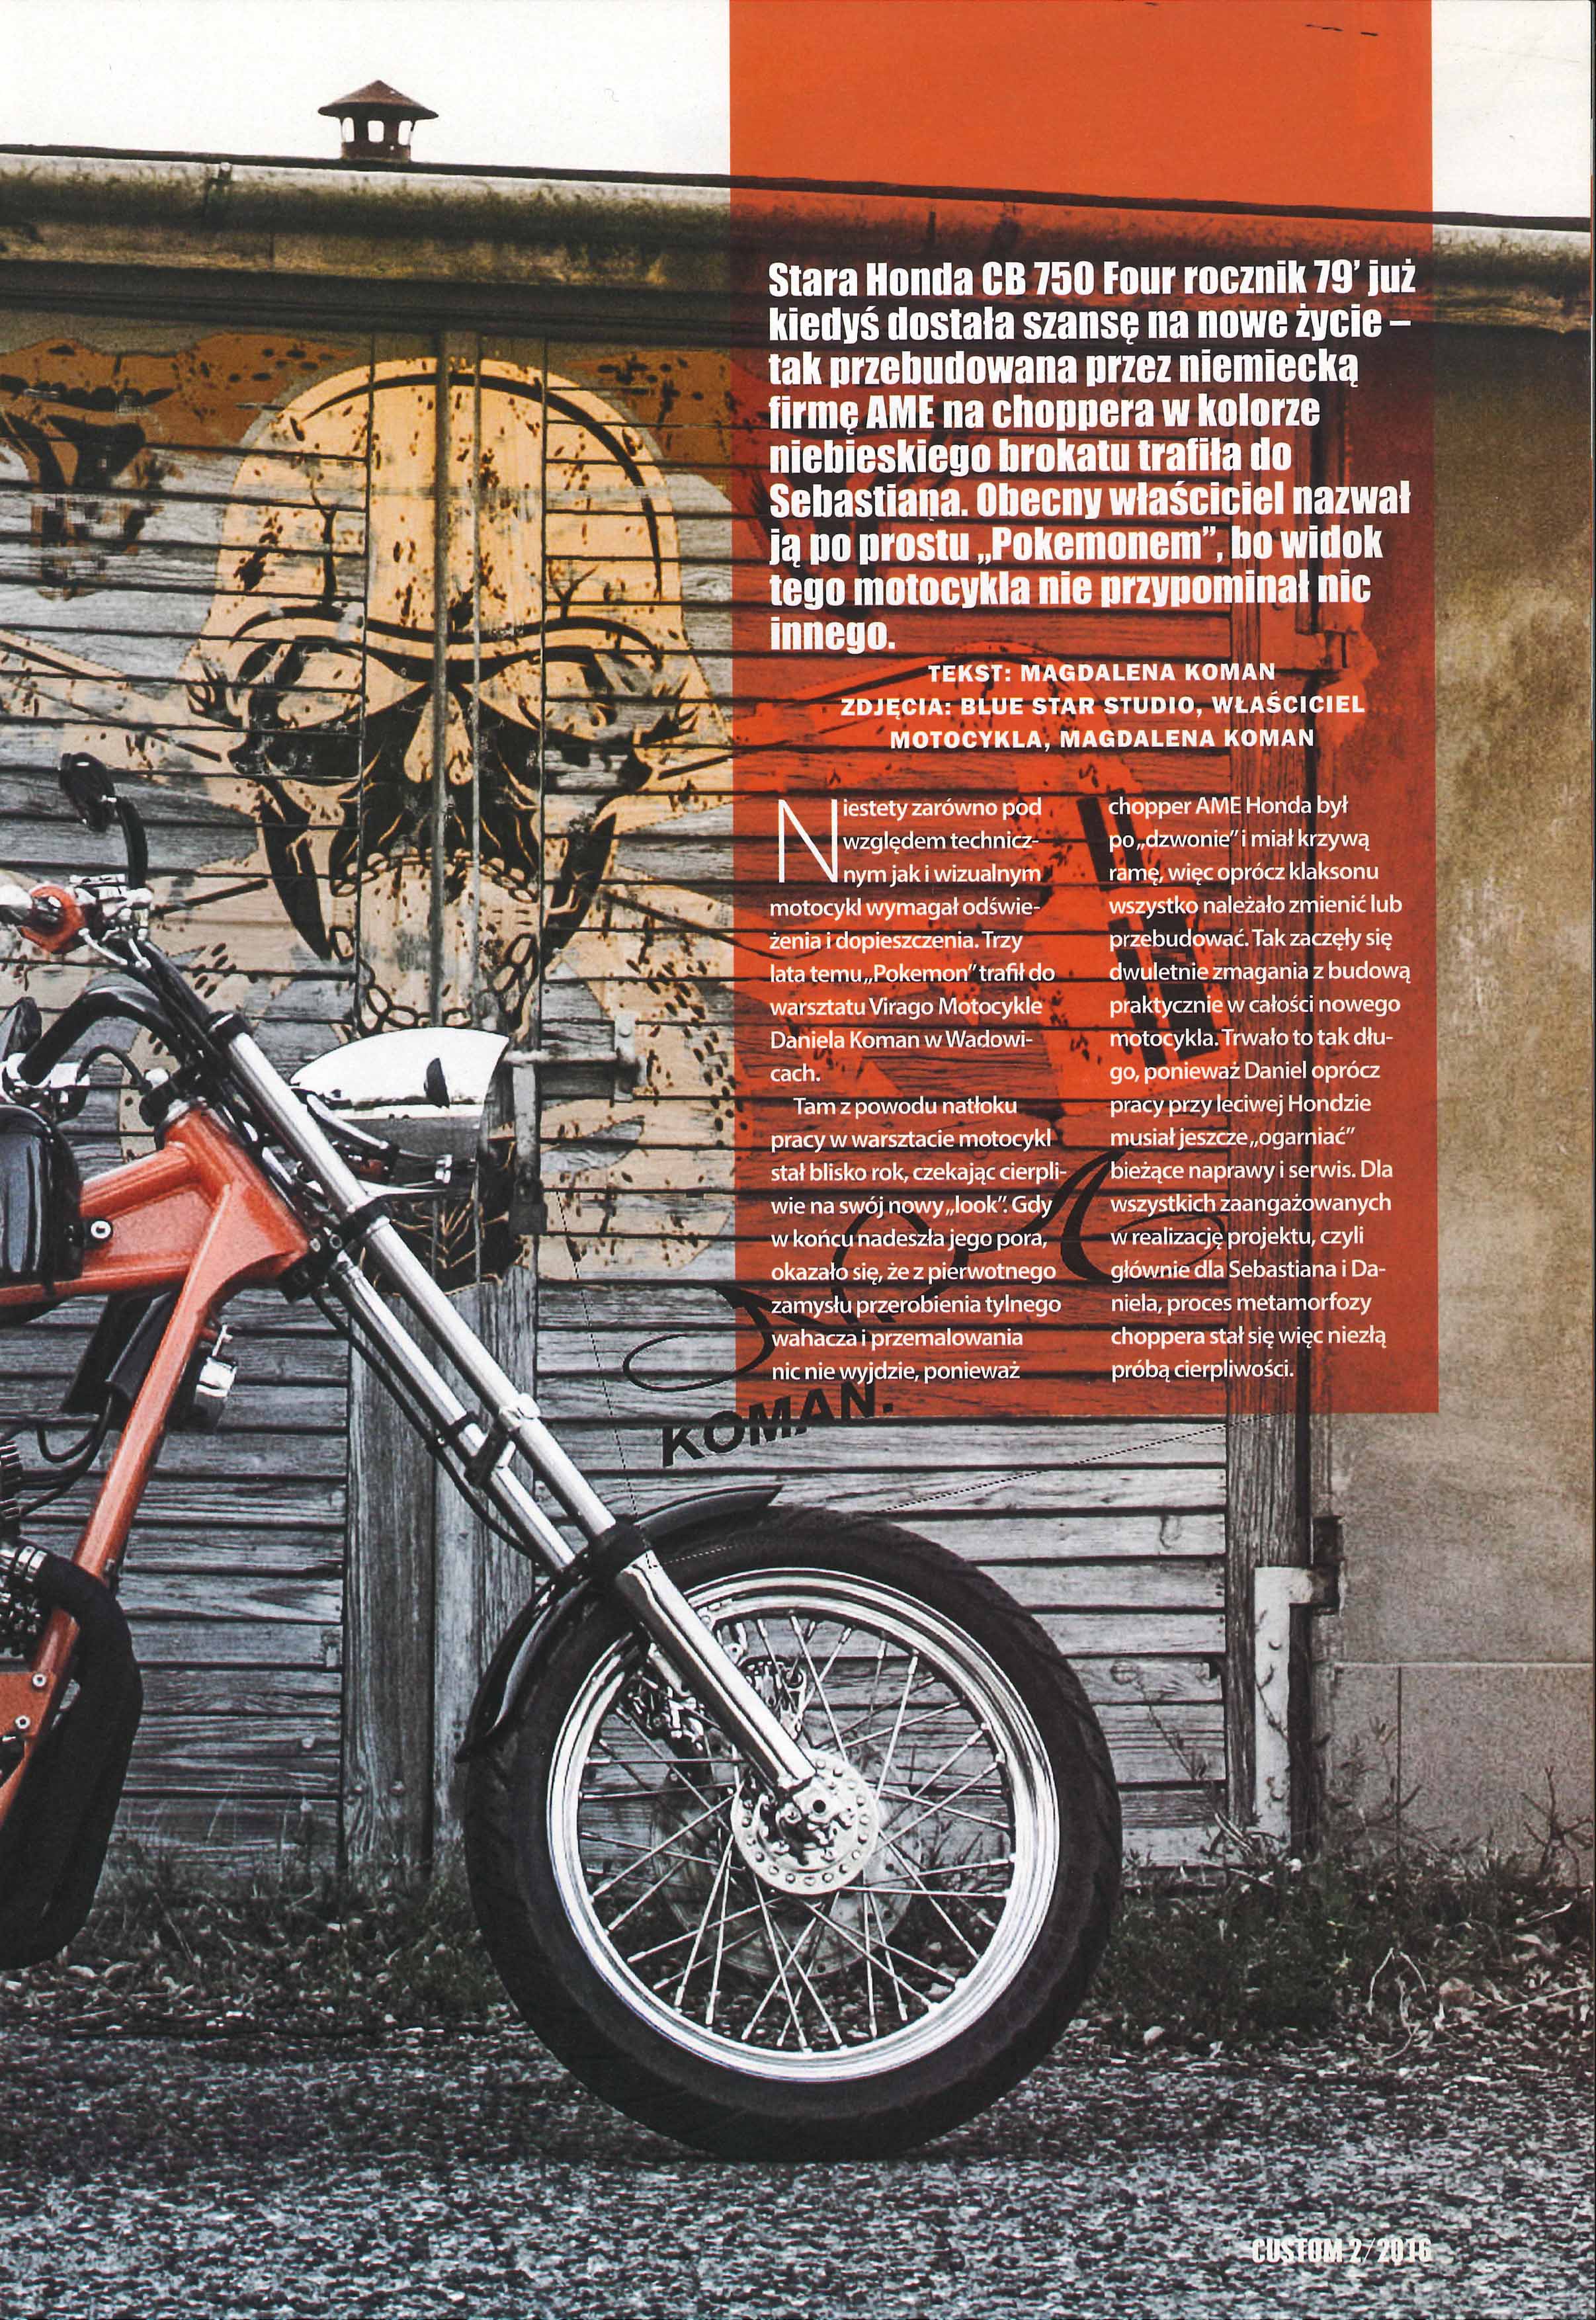 Stara Honda CB 750 Four rocznik 79’ już
kiedyś dostała szansę na nowe życie –
tak przebudowana przez niemiecką
firmę AME na choppera w kolorze
niebieskiego brokatu trafiła do
Sebastiana. Obecny właściciel nazwał
ją po prostu „Pokemonem”, bo widok
tego motocykla nie przypominał nic
innego.
TEKST: MAGDALENA KOMAN
ZDJĘCIA: BLUE STAR STUDIO, WŁAŚCICIEL
MOTOCYKLA, MAGDALENA KOMAN
Niestety zarówno pod
względem technicz-
nym jak i wizualnym
motocykl wymagał odświe-
żenia i dopieszczenia. Trzy
lata temu „Pokemon” trafił do
warsztatu Virago Motocykle
Daniela Koman w Wadowi-
cach.
Tam z powodu natłoku
pracy w warsztacie motocykl
stał blisko rok, czekając cierpli-
wie na swój nowy „look”. Gdy
w końcu nadeszła jego pora,
okazało się, że z pierwotnego
zamysłu przerobienia tylnego
wahacza i przemalowania
nic nie wyjdzie, ponieważ
chopper AME Honda był
po „dzwonie” i miał krzywą
ramę, więc oprócz klaksonu
wszystko należało zmienić lub
przebudować. Tak zaczęły się
dwuletnie zmagania z budową
praktycznie w całości nowego
motocykla. Trwało to tak dłu-
go, ponieważ Daniel oprócz
pracy przy leciwej Hondzie
musiał jeszcze „ogarniać”
bieżące naprawy i serwis. Dla
wszystkich zaangażowanych
w realizację projektu, czyli
głównie dla Sebastiana i Da-
niela, proces metamorfozy
choppera stał się więc niezłą
próbą cierpliwości.
KOMAN.
CUSTOM 2/2016